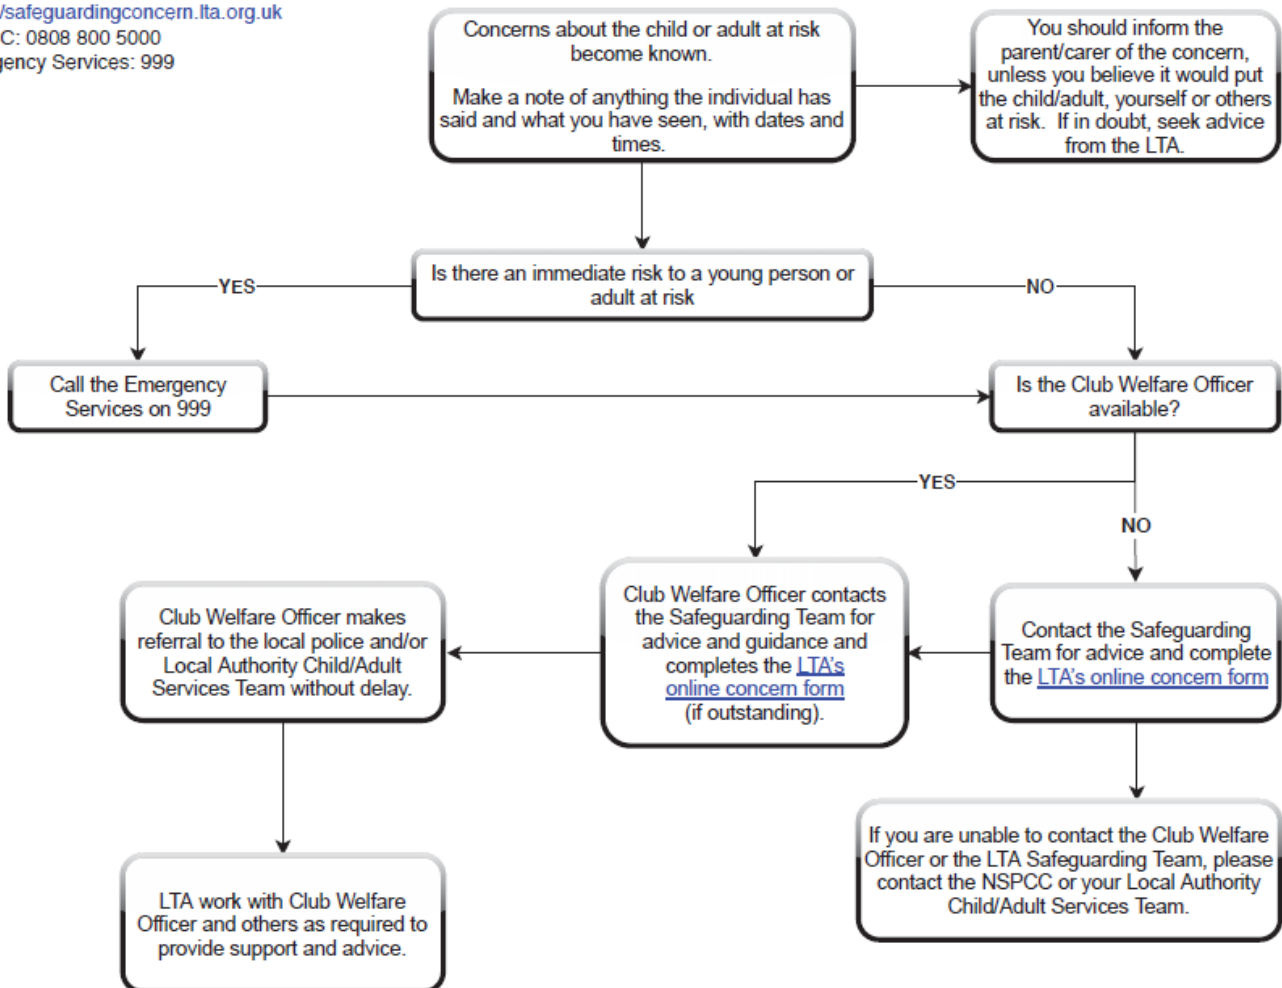 /safeguardingconcern.lta.org.uk
C: 0808 800 5000
gency Services: 999
Concerns about the child or adult at risk
become known.
Make a note of anything the individual has
said and what you have seen, with dates and
times.
You should inform the
parent/carer of the concern,
unless you believe it would put
the child/adult, yourself or others
at risk. If in doubt, seek advice
from the LTA.
Is there an immediate risk to a young person or
adult at risk
YES
NO
Call the Emergency
Services on 999
Is the Club Welfare Officer
available?
YES
NO
Club Welfare Officer makes
referral to the local police and/or
Local Authority Child/Adult
Services Team without delay.
Club Welfare Officer contacts
the Safeguarding Team for
advice and guidance and
completes the LTA's
online concern form
(if outstanding).
Contact the Safeguarding
Team for advice and complete
the LTA's online concern form
LTA work with Club Welfare
Officer and others as required to
provide support and advice.
If you are unable to contact the Club Welfare
Officer or the LTA Safeguarding Team, please
contact the NSPCC or your Local Authority
Child/Adult Services Team.